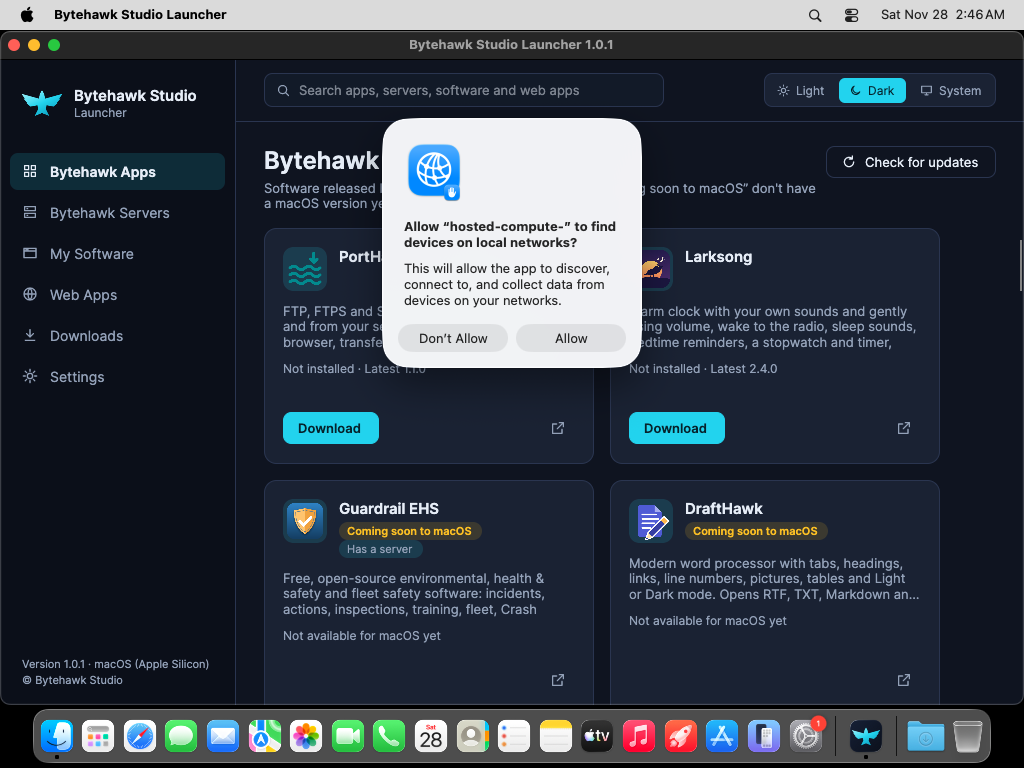 Bytehawk Studio Launcher
Sat Nov 28 2:46 AM
Bytehawk Studio Launcher 1.0.1
Bytehawk Studio
Launcher
Search apps, servers, software and web apps
Light
Dark
System
Bytehawk Apps
Bytehawk Servers
My Software
Web Apps
Downloads
Settings
Version 1.0.1 · macOS (Apple Silicon)
© Bytehawk Studio
Bytehawk
Check for updates
Software released
soon to macOS” don't have
a macOS version
Allow “hosted-compute-” to find
devices on local networks?
This will allow the app to discover,
connect to, and collect data from
devices on your networks.
Don’t Allow
Allow
FTP, FTPS and
and from your
browser,
Not installed · Latest 1.1.0
Download
Larksong
clock with your own sounds and gently
volume, wake to the radio, sleep sounds,
reminders, a stopwatch and timer,
Not installed · Latest 2.4.0
Download
Guardrail EHS
Coming soon to macOS
Has a server
Free, open-source environmental, health &
safety and fleet safety software: incidents,
actions, inspections, training, fleet, Crash
Not available for macOS yet
DraftHawk
Coming soon to macOS
Modern word processor with tabs, headings,
links, line numbers, pictures, tables and Light
or Dark mode. Opens RTF, TXT, Markdown an...
Not available for macOS yet
Sat
28
tv
1